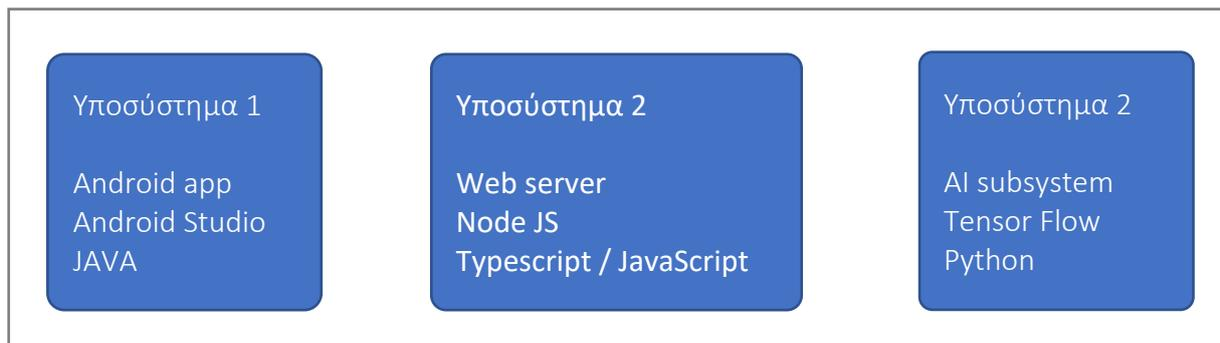 Υποσύστημα 1
Android app
Android Studio
JAVA
Υποσύστημα 2
Web server
Node JS
Typescript / JavaScript
Υποσύστημα 2
AI subsystem
Tensor Flow
Python